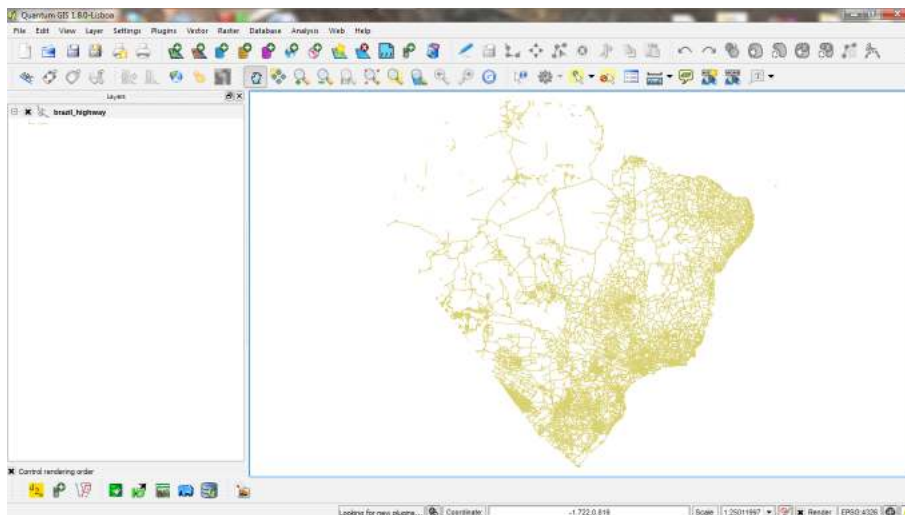 Quantum GIS 1.8.0-Lisboa
File Edit View Layer Settings Plugins Vector Raster Database Analysis Web Help
Layers
brazil_highway
Control rendering order
Looking for new plugins... Coordinate: -1.722,0.819 Scale 1:25011997 Render EPSG:4326